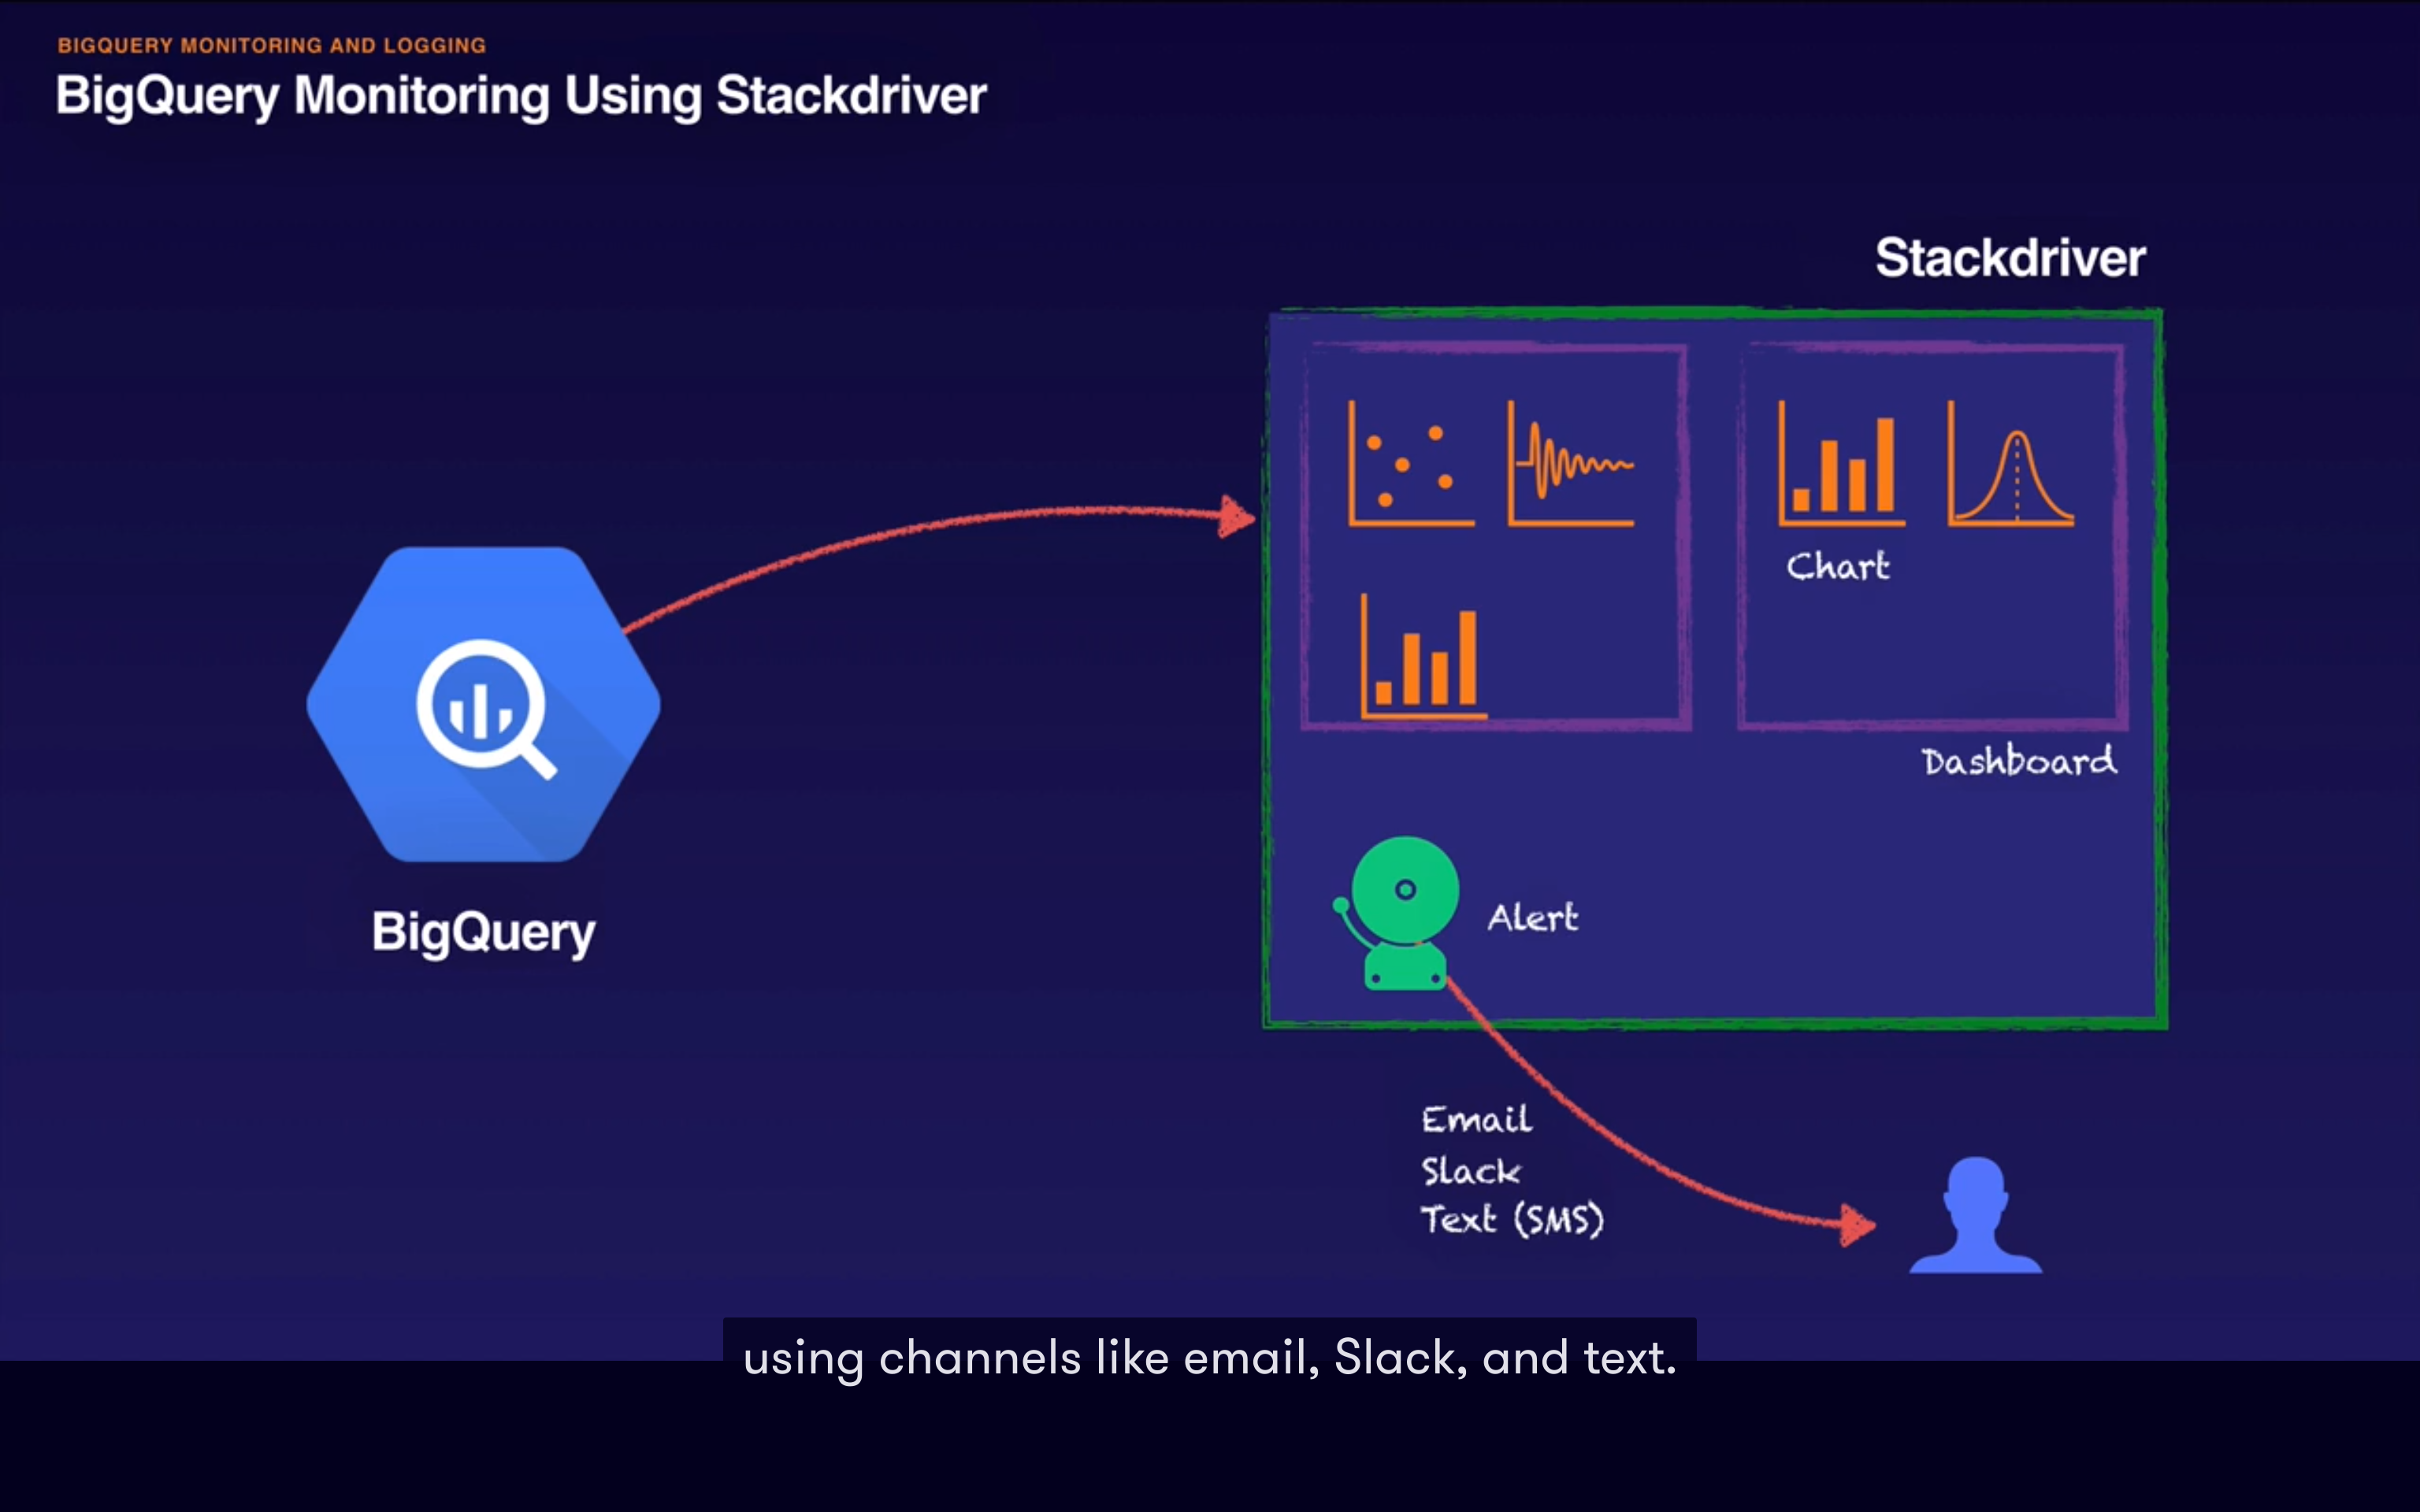 BIGQUERY MONITORING AND LOGGING
BigQuery Monitoring Using Stackdriver
Stackdriver
Chart
Dashboard
BigQuery
Alert
Email
Slack
Text (SMS)
using channels like email, Slack, and text.